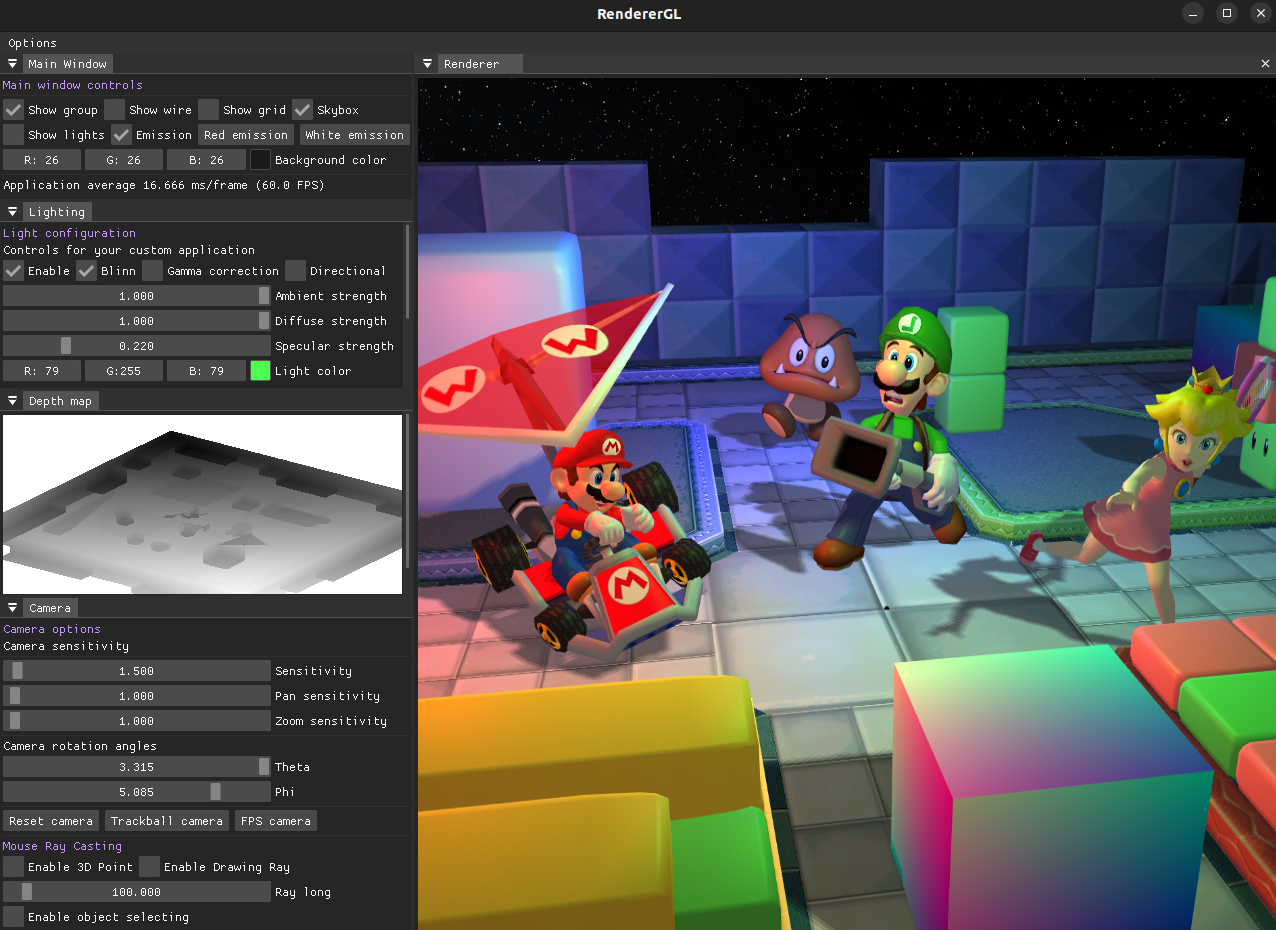 RendererGL
Options
Main Window
Main window controls
Show group Show wire Show grid Skybox
Show lights Emission Red emission White emission
R: 26 G: 26 B: 26 Background color
Application average 16.666 ms/frame (60.0 FPS)
Lighting
Light configuration
Controls for your custom application
Enable Blinn Gamma correction Directional
1.000 Ambient strength
1.000 Diffuse strength
0.220 Specular strength
R: 79 G:255 B: 79 Light color
Depth map
Camera
Camera options
Camera sensitivity
1.500 Sensitivity
1.000 Pan sensitivity
1.000 Zoom sensitivity
Camera rotation angles
3.315 Theta
5.085 Phi
Reset camera Trackball camera FPS camera
Mouse Ray Casting
Enable 3D Point Enable Drawing Ray
100.000 Ray long
Enable object selecting
Renderer
M
M
L
M
M